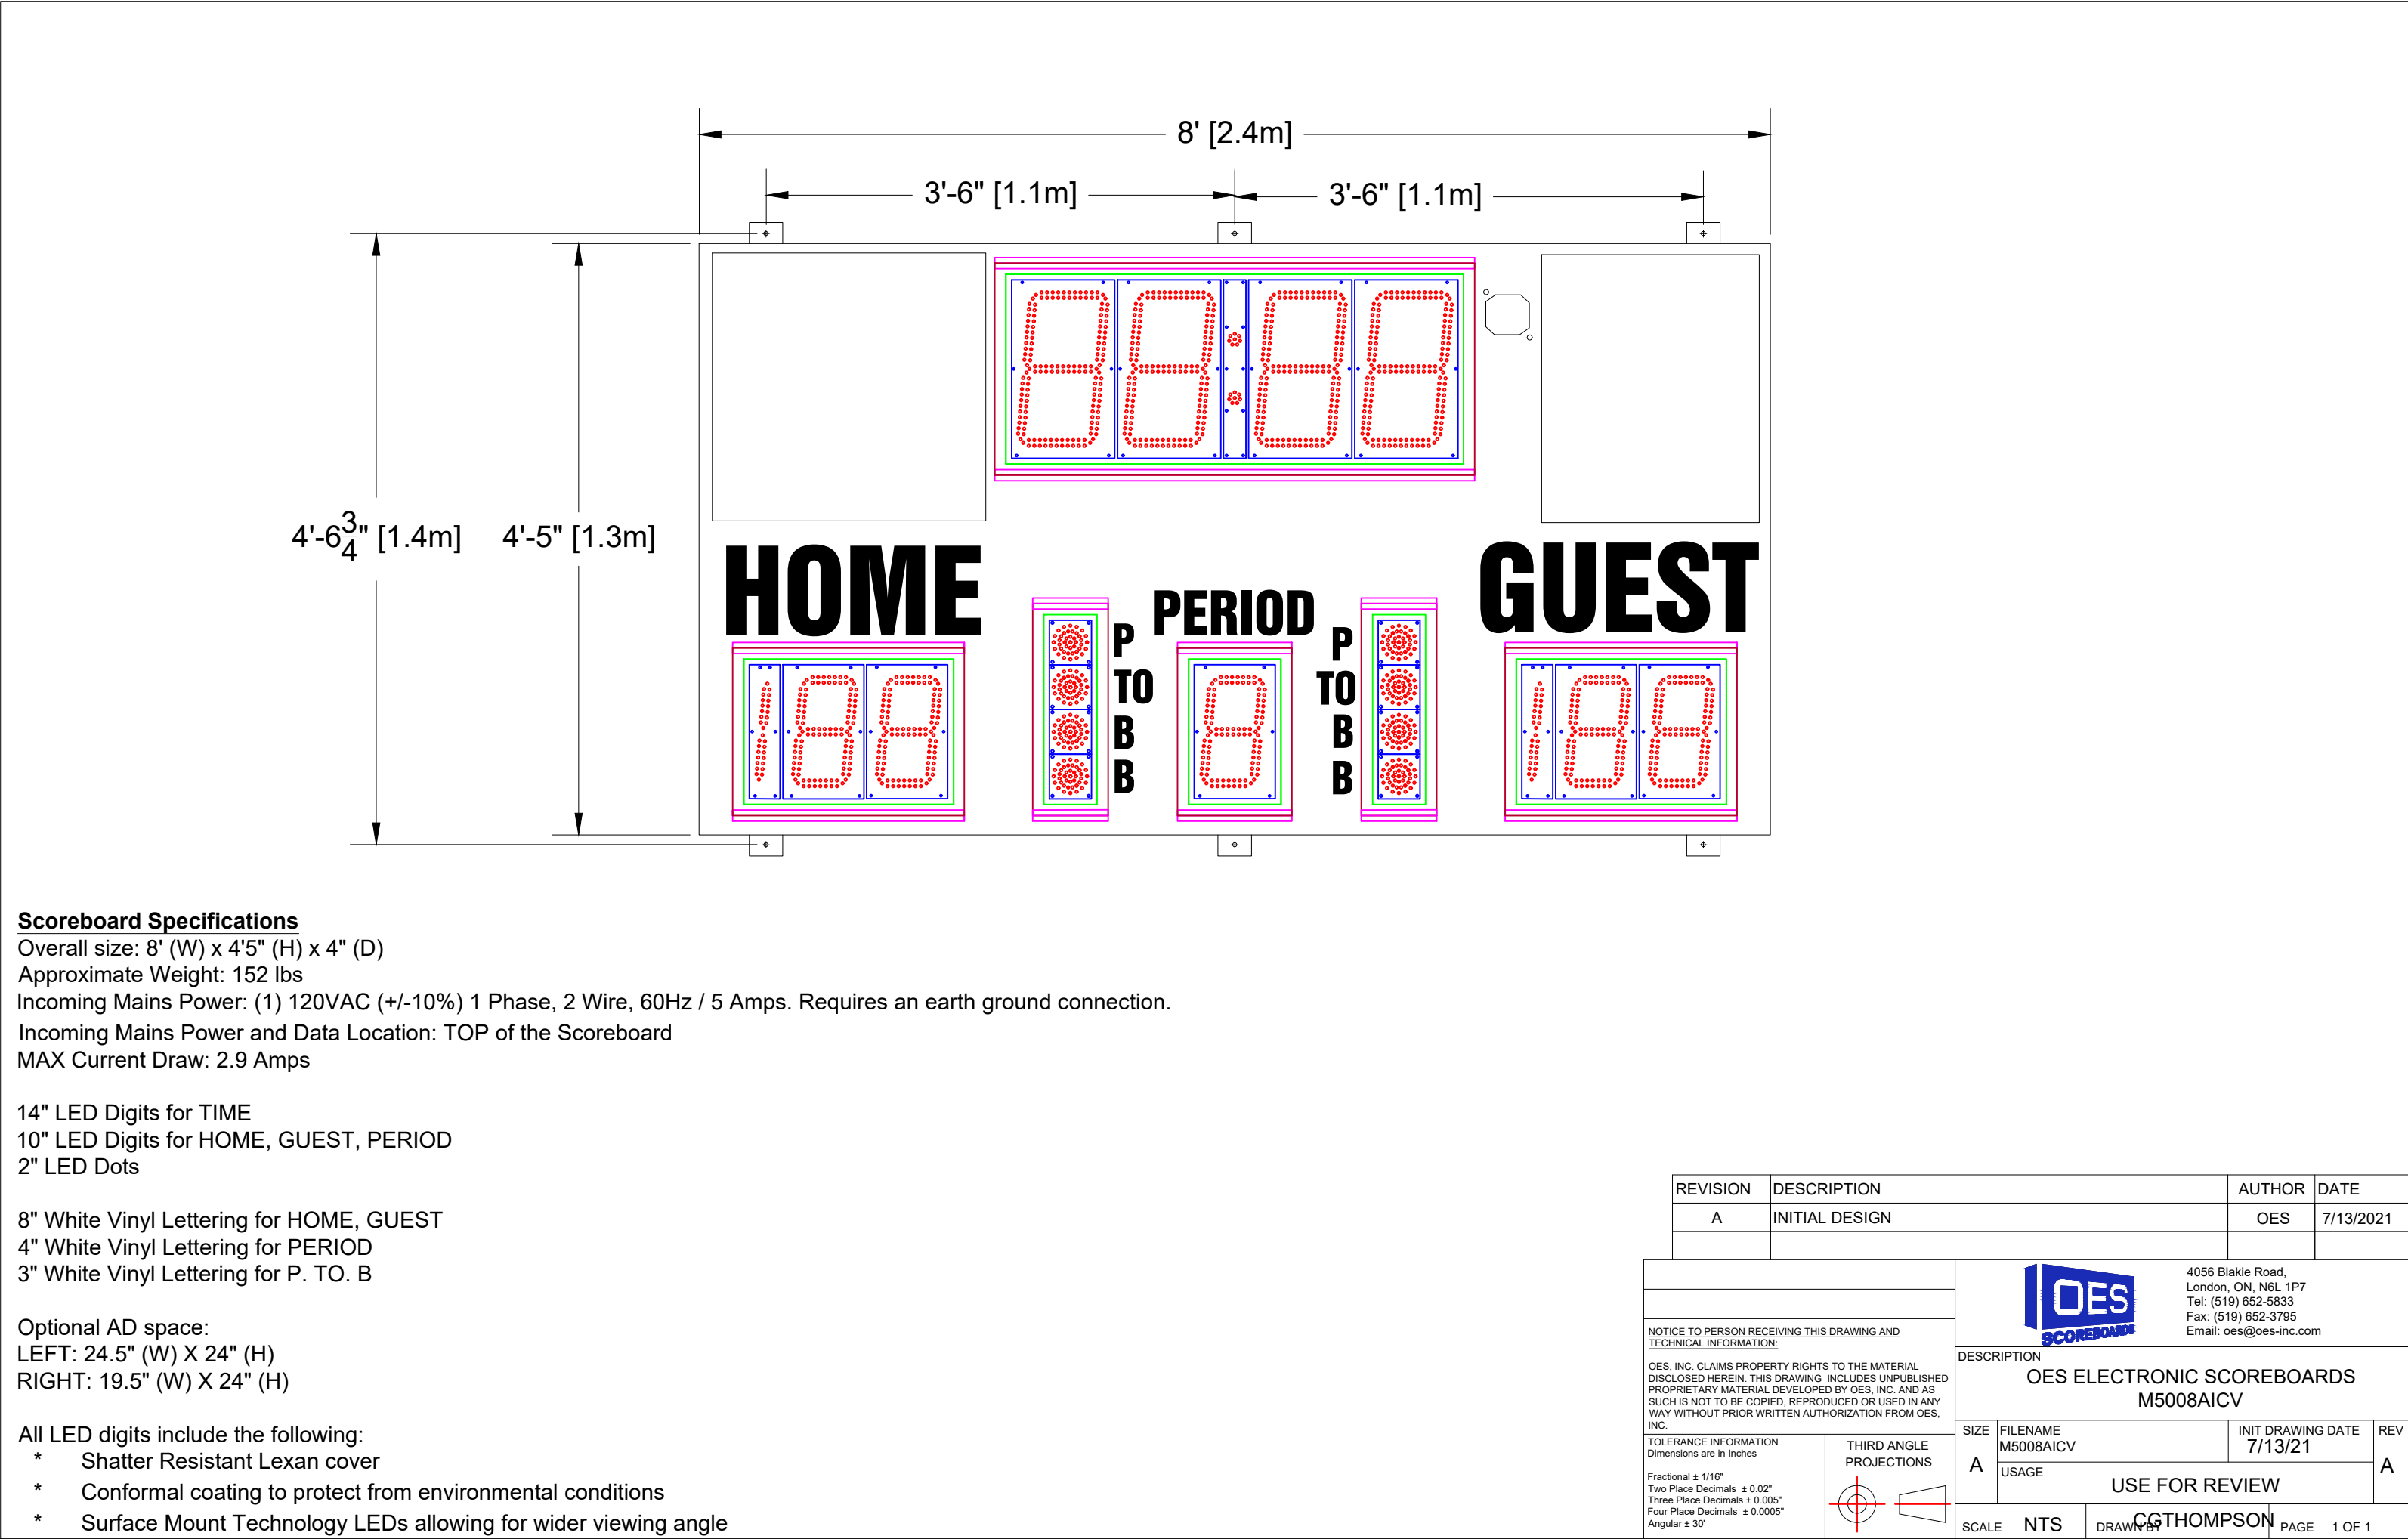 8' [2.4m]
3'-6" [1.1m] 3'-6" [1.1m]
4'-6 3/4" [1.4m] 4'-5" [1.3m]
HOME GUEST
PERIOD
P P
TO TO
B B
B B
Scoreboard Specifications
Overall size: 8' (W) x 4'5" (H) x 4" (D)
Approximate Weight: 152 lbs
Incoming Mains Power: (1) 120VAC (+/-10%) 1 Phase, 2 Wire, 60Hz / 5 Amps. Requires an earth ground connection.
Incoming Mains Power and Data Location: TOP of the Scoreboard
MAX Current Draw: 2.9 Amps
14" LED Digits for TIME
10" LED Digits for HOME, GUEST, PERIOD
2" LED Dots
8" White Vinyl Lettering for HOME, GUEST
4" White Vinyl Lettering for PERIOD
3" White Vinyl Lettering for P. TO. B
Optional AD space:
LEFT: 24.5" (W) X 24" (H)
RIGHT: 19.5" (W) X 24" (H)
All LED digits include the following:
* Shatter Resistant Lexan cover
* Conformal coating to protect from environmental conditions
* Surface Mount Technology LEDs allowing for wider viewing angle
REVISION DESCRIPTION AUTHOR DATE
A INITIAL DESIGN OES 7/13/2021
OES
SCOREBOARDS
4056 Blakie Road,
London, ON, N6L 1P7
Tel: (519) 652-5833
Fax: (519) 652-3795
Email: oes@oes-inc.com
NOTICE TO PERSON RECEIVING THIS DRAWING AND
TECHNICAL INFORMATION:
OES, INC. CLAIMS PROPERTY RIGHTS TO THE MATERIAL
DISCLOSED HEREIN. THIS DRAWING INCLUDES UNPUBLISHED
PROPRIETARY MATERIAL DEVELOPED BY OES, INC. AND AS
SUCH IS NOT TO BE COPIED, REPRODUCED OR USED IN ANY
WAY WITHOUT PRIOR WRITTEN AUTHORIZATION FROM OES,
INC.
DESCRIPTION
OES ELECTRONIC SCOREBOARDS
M5008AICV
TOLERANCE INFORMATION
Dimensions are in Inches
Fractional ± 1/16"
Two Place Decimals ± 0.02"
Three Place Decimals ± 0.005"
Four Place Decimals ± 0.0005"
Angular ± 30'
THIRD ANGLE
PROJECTIONS
SIZE FILENAME INIT DRAWING DATE REV
A M5008AICV 7/13/21 A
USAGE
USE FOR REVIEW
SCALE NTS DRAWN BY CGTHOMPSON PAGE 1 OF 1